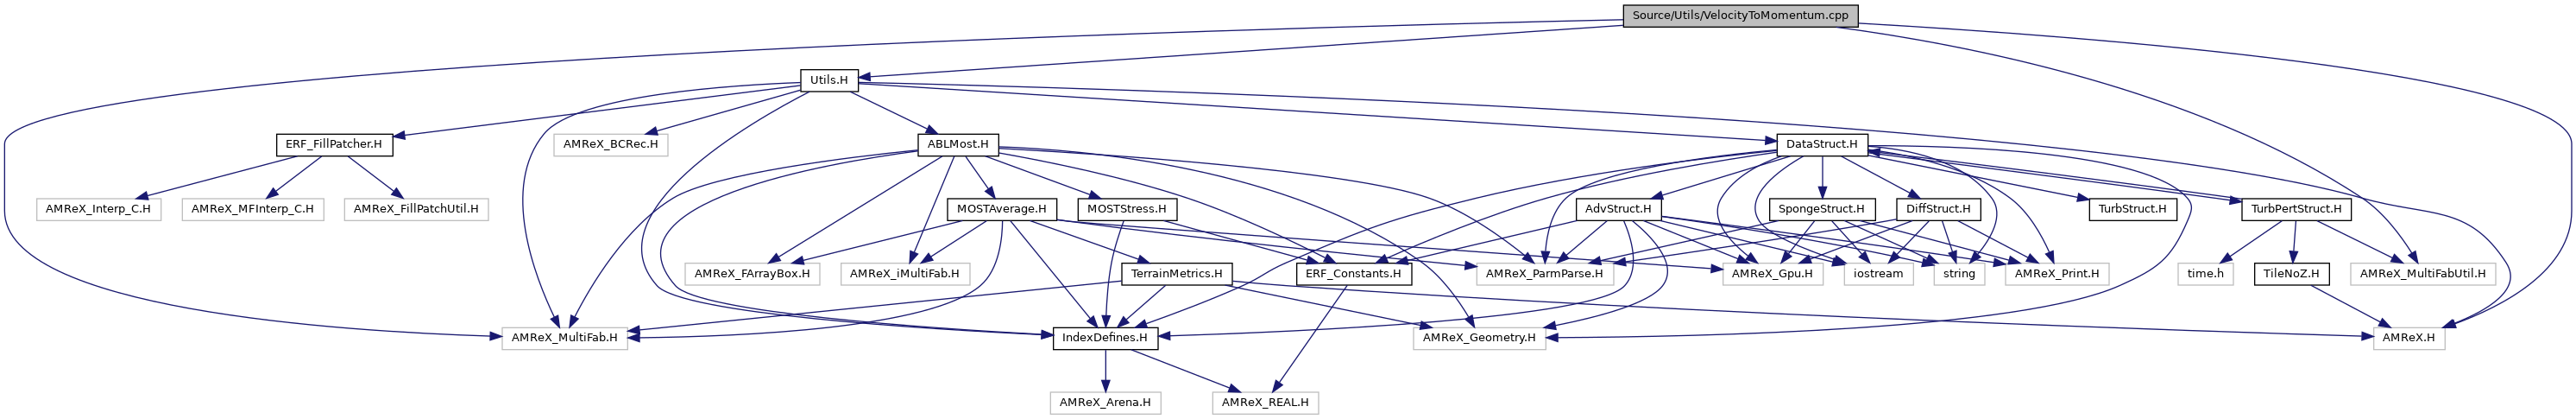 Source/Utils/VelocityToMomentum.cpp
Utils.H
ERF_FillPatcher.H
AMReX_BCRec.H
ABLMost.H
DataStruct.H
AMReX_Interp_C.H
AMReX_MFInterp_C.H
AMReX_FillPatchUtil.H
MOSTAverage.H
MOSTStress.H
AdvStruct.H
SpongeStruct.H
DiffStruct.H
TurbStruct.H
TurbPertStruct.H
AMReX_FArrayBox.H
AMReX_iMultiFab.H
TerrainMetrics.H
ERF_Constants.H
AMReX_ParmParse.H
AMReX_Gpu.H
iostream
string
AMReX_Print.H
time.h
TileNoZ.H
AMReX_MultiFabUtil.H
AMReX_MultiFab.H
IndexDefines.H
AMReX_Geometry.H
AMReX.H
AMReX_Arena.H
AMReX_REAL.H